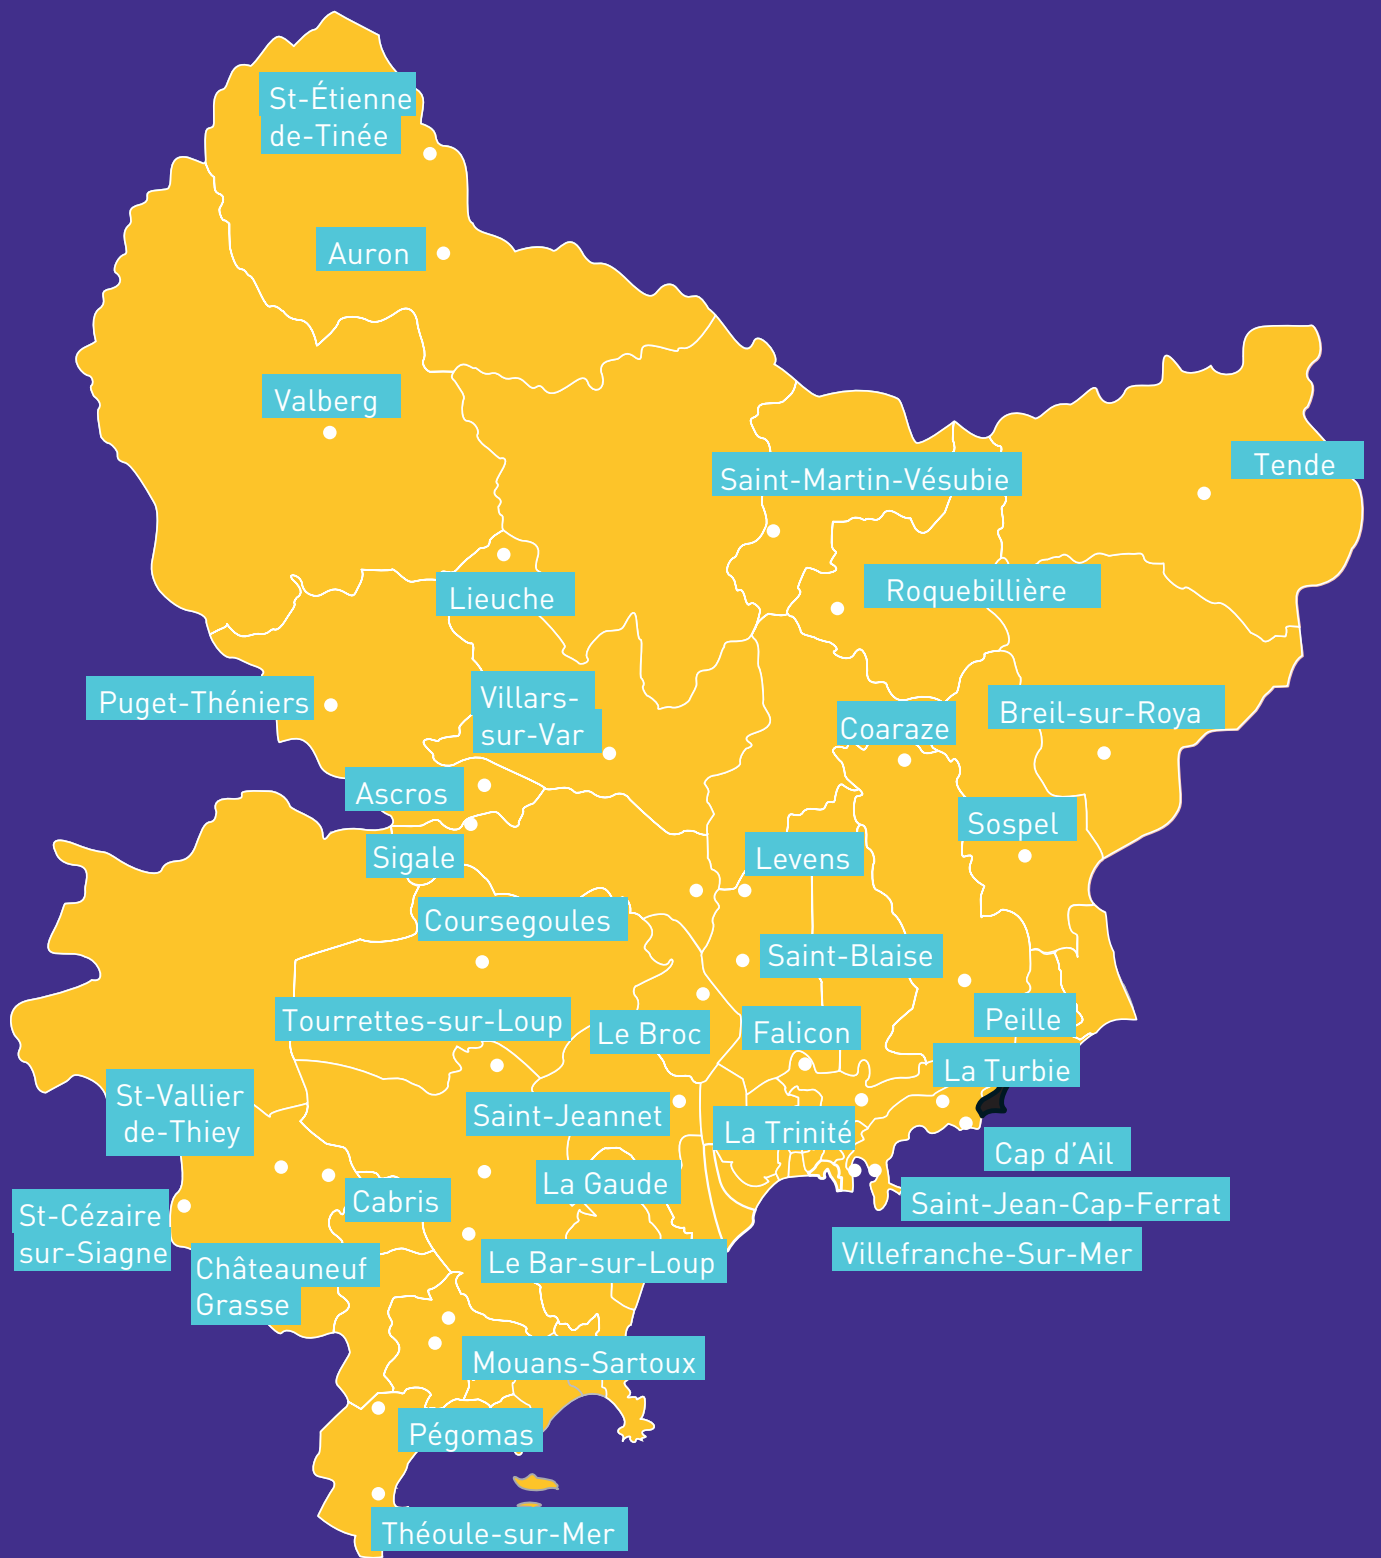 St-Étienne
de-Tinée
Auron
Valberg
Tende
Saint-Martin-Vésubie
Roquebillière
Lieuche
Puget-Théniers
Villars-
sur-Var
Breil-sur-Roya
Coaraze
Ascros
Sospel
Sigale
Levens
Coursegoules
Saint-Blaise
Tourrettes-sur-Loup
Le Broc
Falicon
Peille
La Turbie
St-Vallier
de-Thiey
Saint-Jeannet
La Trinité
Cap d'Ail
La Gaude
Cabris
Saint-Jean-Cap-Ferrat
St-Cézaire
sur-Siagne
Villefranche-Sur-Mer
Châteauneuf
Grasse
Le Bar-sur-Loup
Mouans-Sartoux
Pégomas
Théoule-sur-Mer